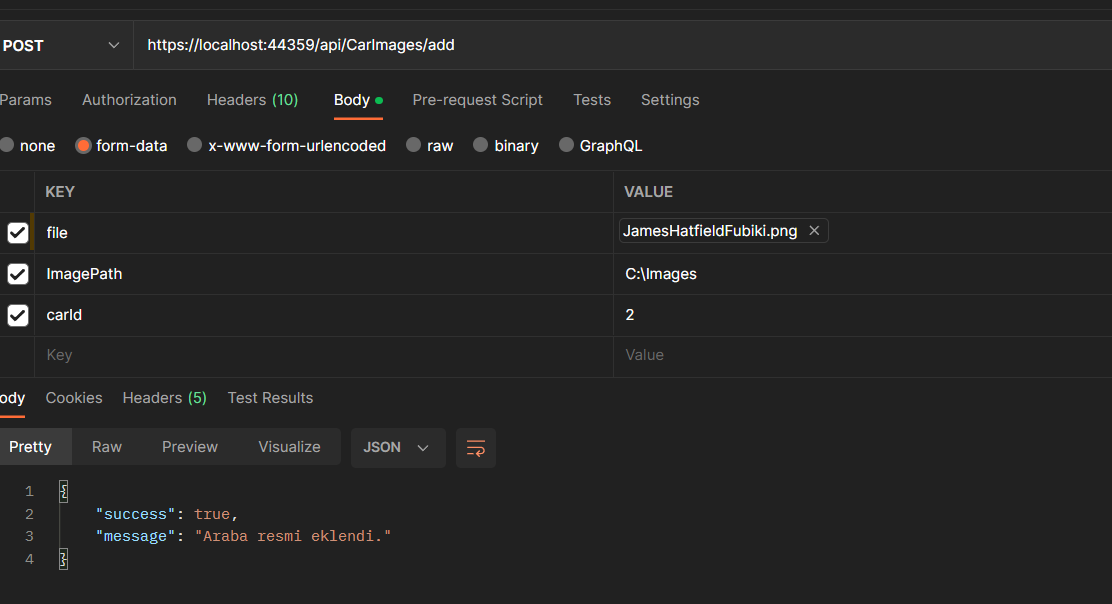 POST https://localhost:44359/api/CarImages/add
Params Authorization Headers (10) Body Pre-request Script Tests Settings
none form-data x-www-form-urlencoded raw binary GraphQL
KEY VALUE
file JamesHatfieldFubiki.png
ImagePath C:\Images
carId 2
Key Value
ody Cookies Headers (5) Test Results
Pretty Raw Preview Visualize JSON
1 {
2 "success": true,
3 "message": "Araba resmi eklendi."
4 }